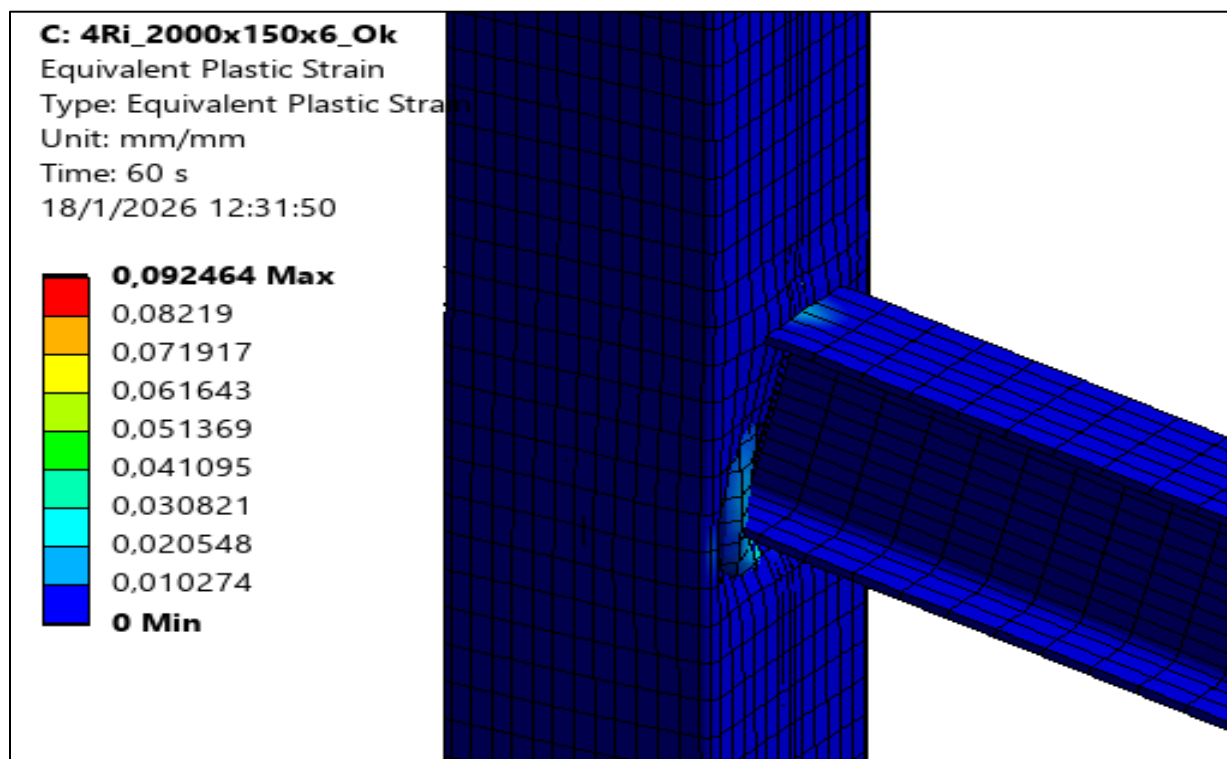 C: 4Ri_2000x150x6_Ok
Equivalent Plastic Strain
Type: Equivalent Plastic Strain
Unit: mm/mm
Time: 60 s
18/1/2026 12:31:50
0,092464 Max
0,08219
0,071917
0,061643
0,051369
0,041095
0,030821
0,020548
0,010274
0 Min